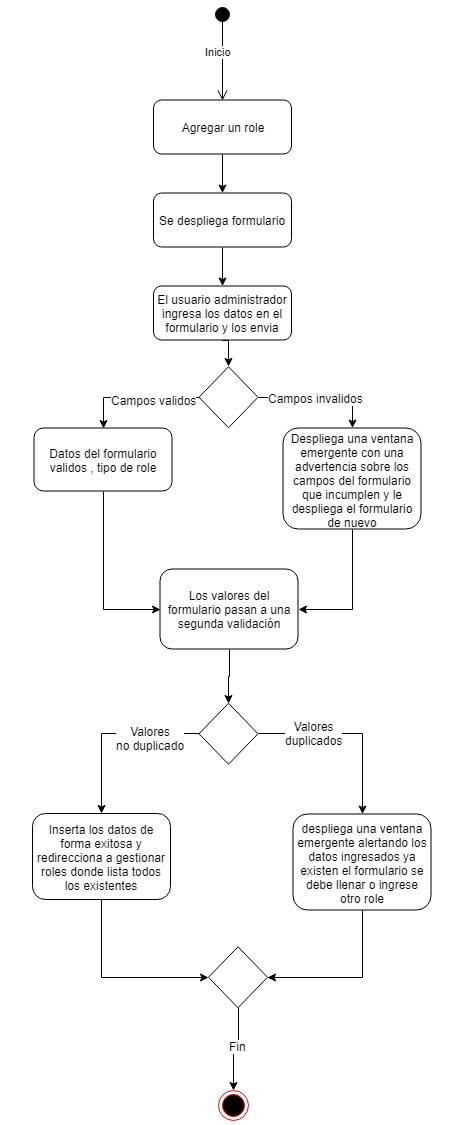 Inicio
Agregar un role
Se despliega formulario
El usuario administrador
ingresa los datos en el
formulario y los envia
Campos validos
Campos invalidos
Datos del formulario
validos , tipo de role
Despliega una ventana
emergente con una
advertencia sobre los
campos del formulario
que incumplen y le
despliega el formulario
de nuevo
Los valores del
formulario pasan a una
segunda validación
Valores
no duplicado
Valores
duplicados
Inserta los datos de
forma exitosa y
redirecciona a gestionar
roles donde lista todos
los existentes
despliega una ventana
emergente alertando los
datos ingresados ya
existen el formulario se
debe llenar o ingrese
otro role
Fin